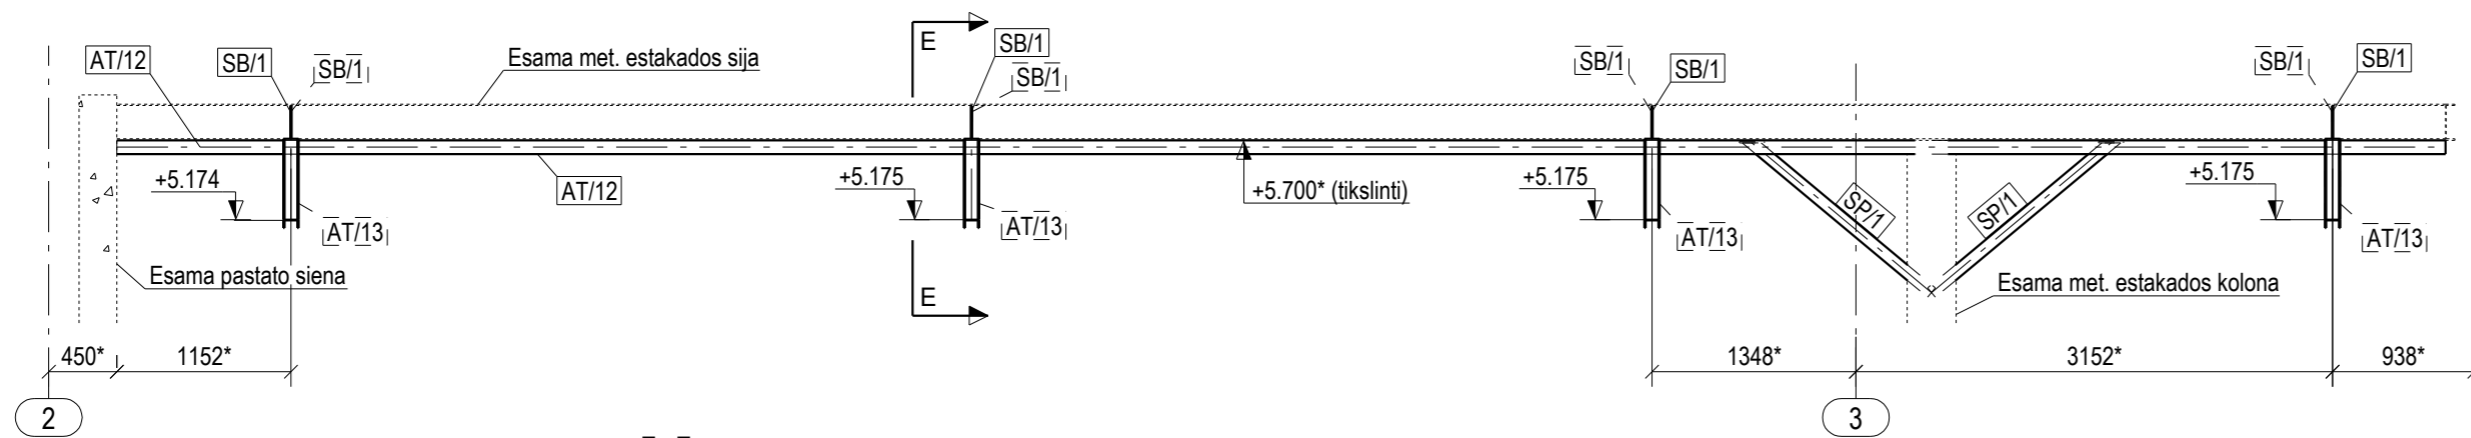 E
SB/1
SB/1
SB/1
AT/12
SB/1
SB/1
Esama met. estakados sija
SB/1
SB/1
SB/1
+5.174
AT/12
+5.175
+5.700* (tikslinti)
+5.175
SP/1
SP/1
+5.175
AT/13
AT/13
AT/13
AT/13
Esama pastato siena
E
Esama met. estakados kolona
450*
1152*
1348*
3152*
938*
2
3